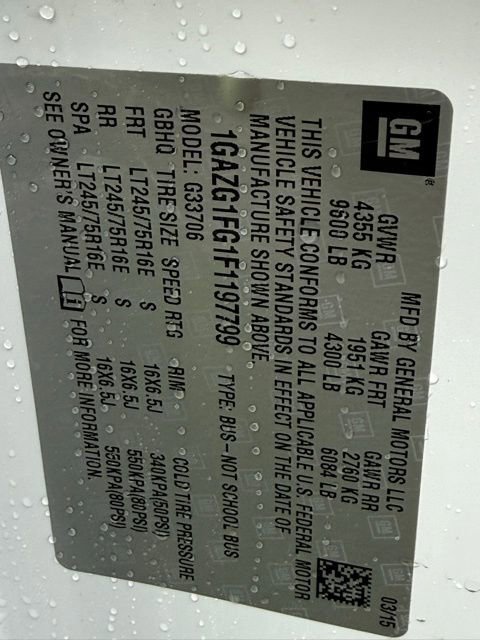 GM ®
MFD BY GENERAL MOTORS LLC 03/15
GVWR GAWR FRT GAWR RR
4355 KG 1951 KG 2760 KG
9600 LB 4300 LB 6084 LB
THIS VEHICLE CONFORMS TO ALL APPLICABLE U.S. FEDERAL MOTOR
VEHICLE SAFETY STANDARDS IN EFFECT ON THE DATE OF
MANUFACTURE SHOWN ABOVE.
1GAZG1FG1F1197799 TYPE: BUS–NOT SCHOOL BUS
MODEL: G33706
GBHQ TIRE SIZE SPEED RTG RIM COLD TIRE PRESSURE
FRT LT245/75R16E S 16X6.5J 340KPA(50PSI)
RR LT245/75R16E S 16X6.5J 550KPA(80PSI)
SPA LT245/75R16E S 16X6.5J 550KPA(80PSI)
SEE OWNER'S MANUAL FOR MORE INFORMATION.